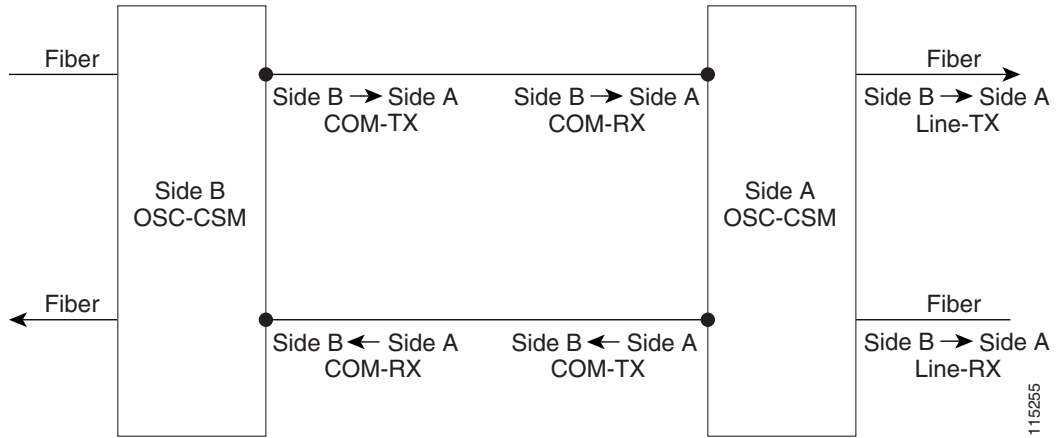 Fiber
Fiber
Side B → Side A
COM-TX
Side B → Side A
COM-RX
Side B → Side A
Line-TX
Side B
OSC-CSM
Side A
OSC-CSM
Fiber
Fiber
Side B ← Side A
COM-RX
Side B ← Side A
COM-TX
Side B → Side A
Line-RX
115255